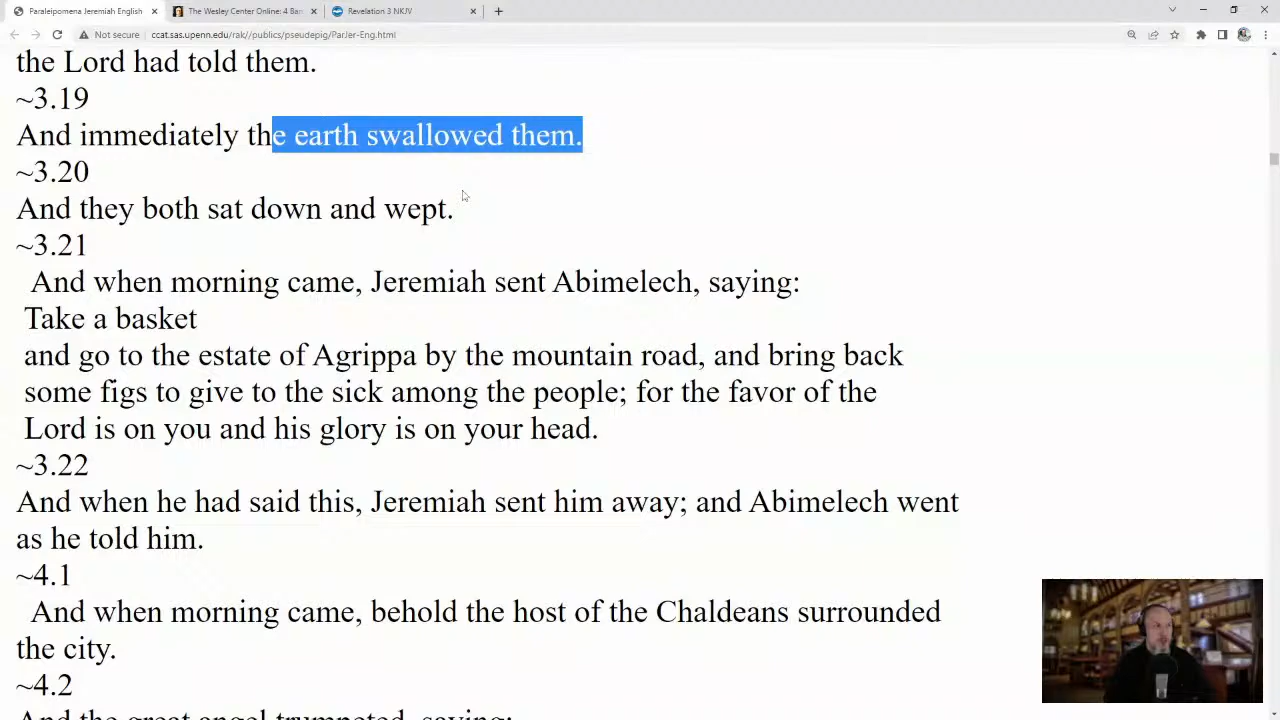 Paraleipomena Jeremiah English
The Wesley Center Online: 4 Bar
Revelation 3 NKJV
Not secure
ccat.sas.upenn.edu/rak//publics/pseudepig/ParJer-Eng.html
the Lord had told them.
~3.19
And immediately the earth swallowed them.
~3.20
And they both sat down and wept.
~3.21
And when morning came, Jeremiah sent Abimelech, saying:
Take a basket
and go to the estate of Agrippa by the mountain road, and bring back
some figs to give to the sick among the people; for the favor of the
Lord is on you and his glory is on your head.
~3.22
And when he had said this, Jeremiah sent him away; and Abimelech went
as he told him.
~4.1
And when morning came, behold the host of the Chaldeans surrounded
the city.
~4.2
And the great angel trumpeted, saying: